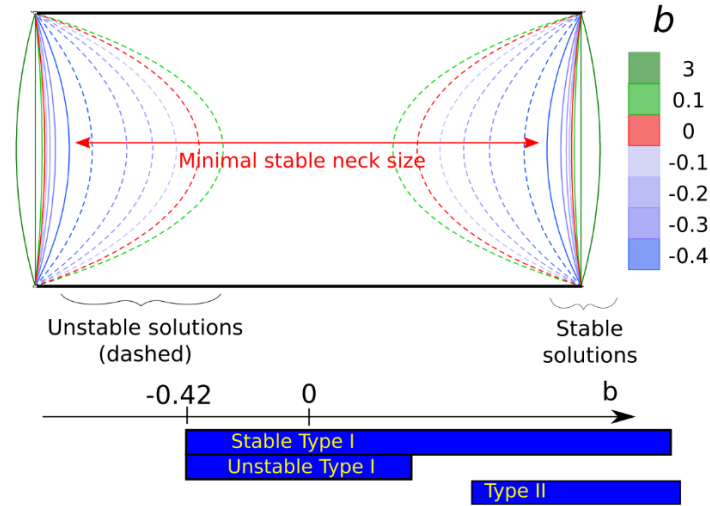 b
3
0.1
0
-0.1
-0.2
-0.3
-0.4
Minimal stable neck size
Unstable solutions
(dashed)
Stable
solutions
-0.42
0
b
Stable Type I
Unstable Type I
Type II